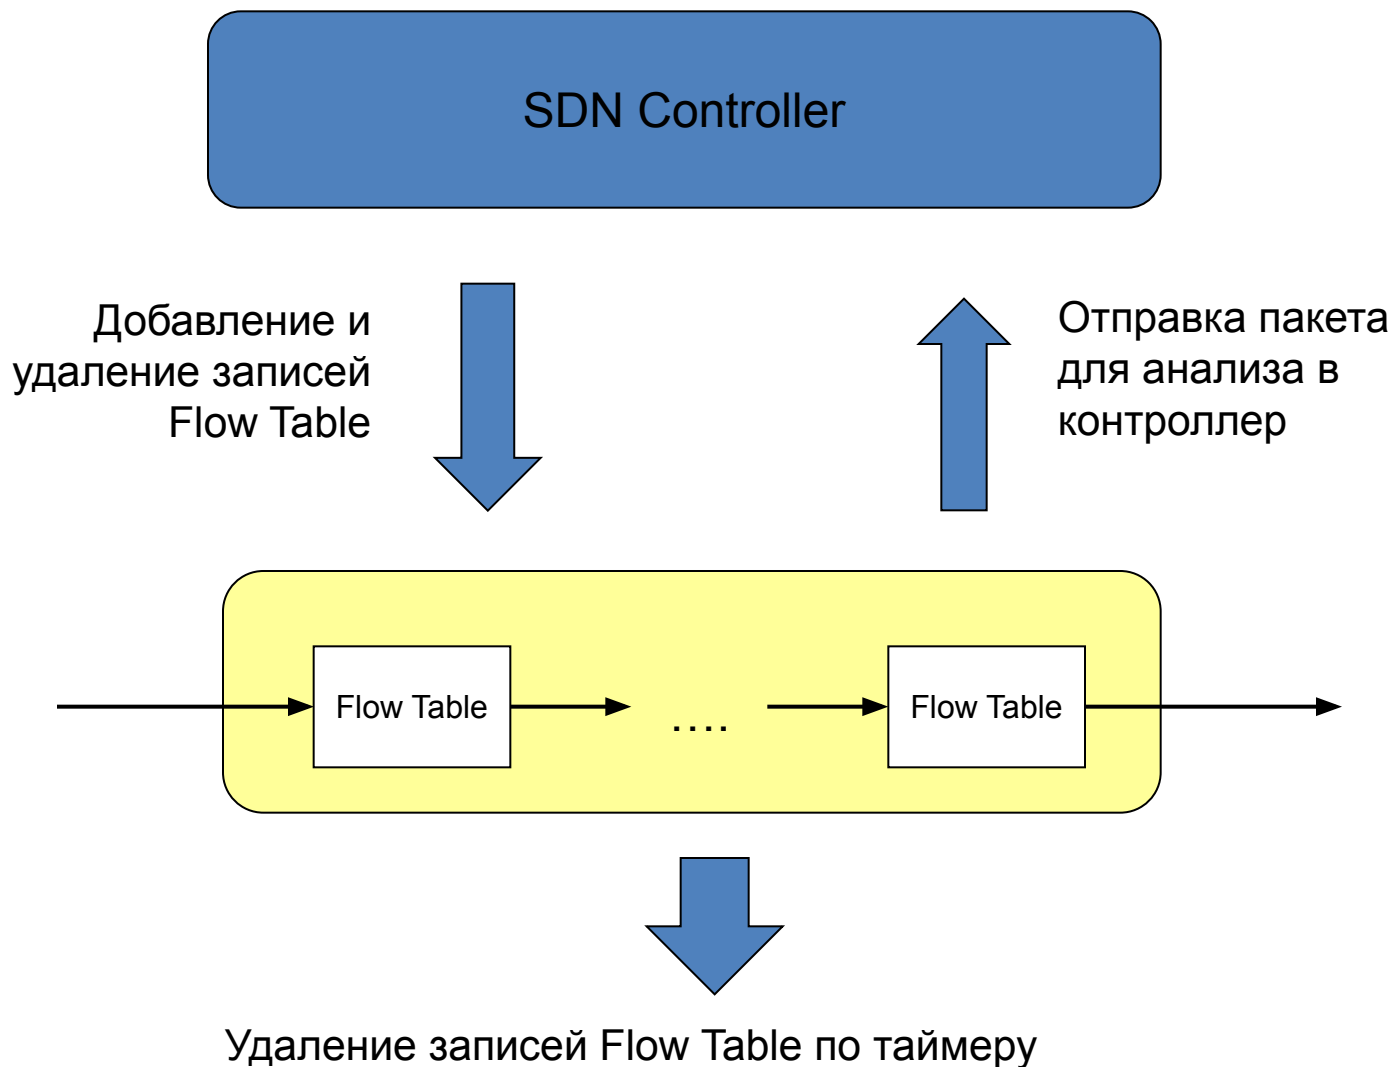 SDN Controller
Добавление и
удаление записей
Flow Table
Отправка пакета
для анализа в
контроллер
Flow Table
....
Flow Table
Удаление записей Flow Table по таймеру